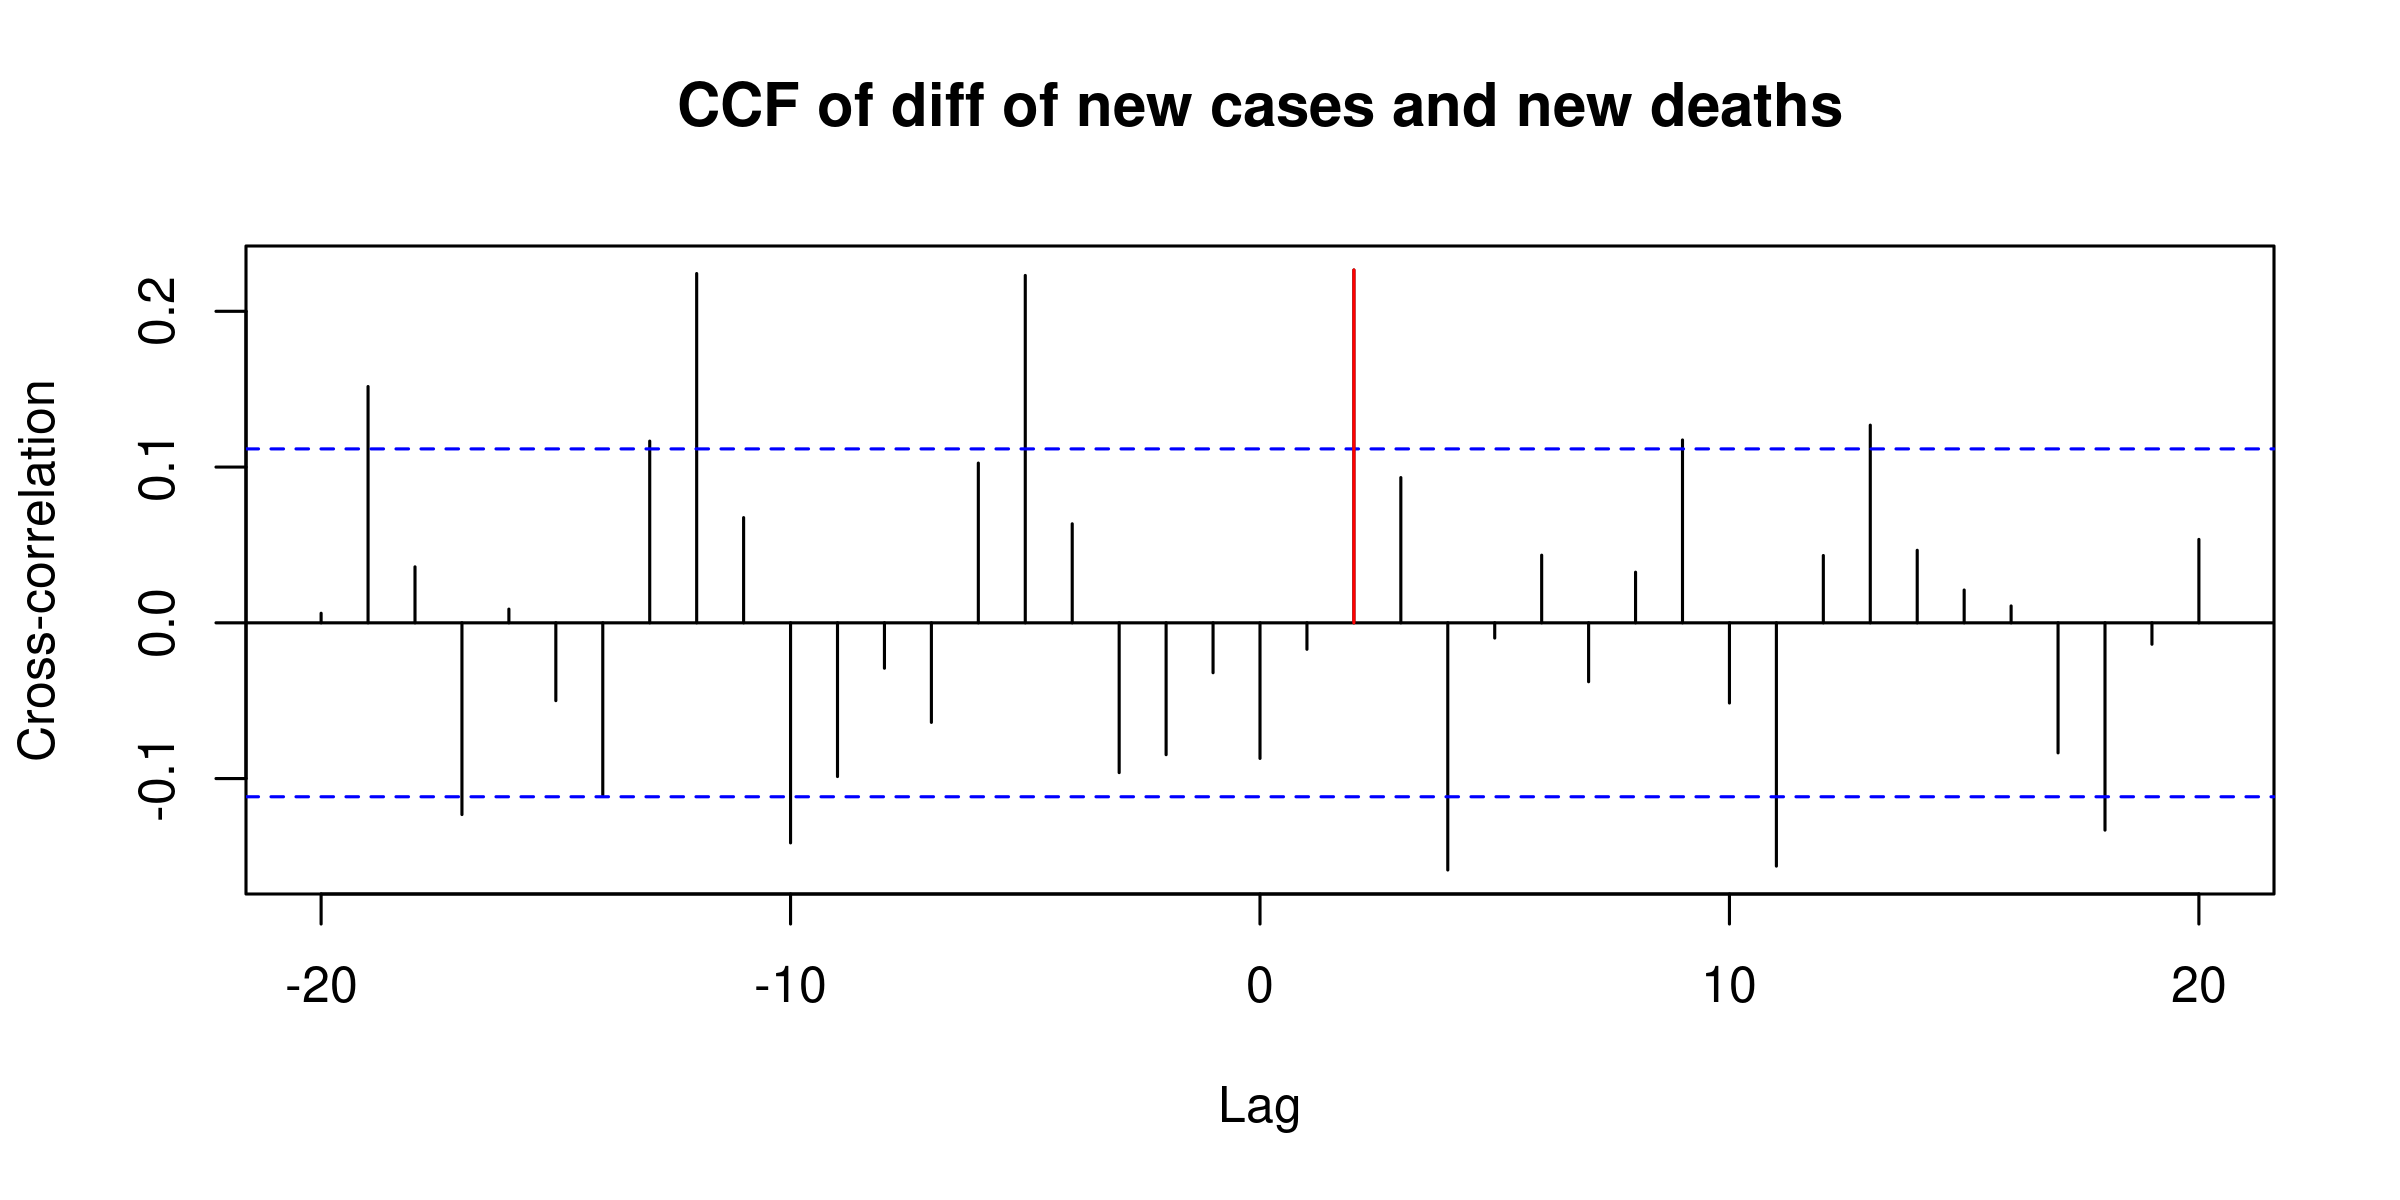 CCF of diff of new cases and new deaths
Cross-correlation
0.2
0.1
0.0
-0.1
-20 -10 0 10 20
Lag